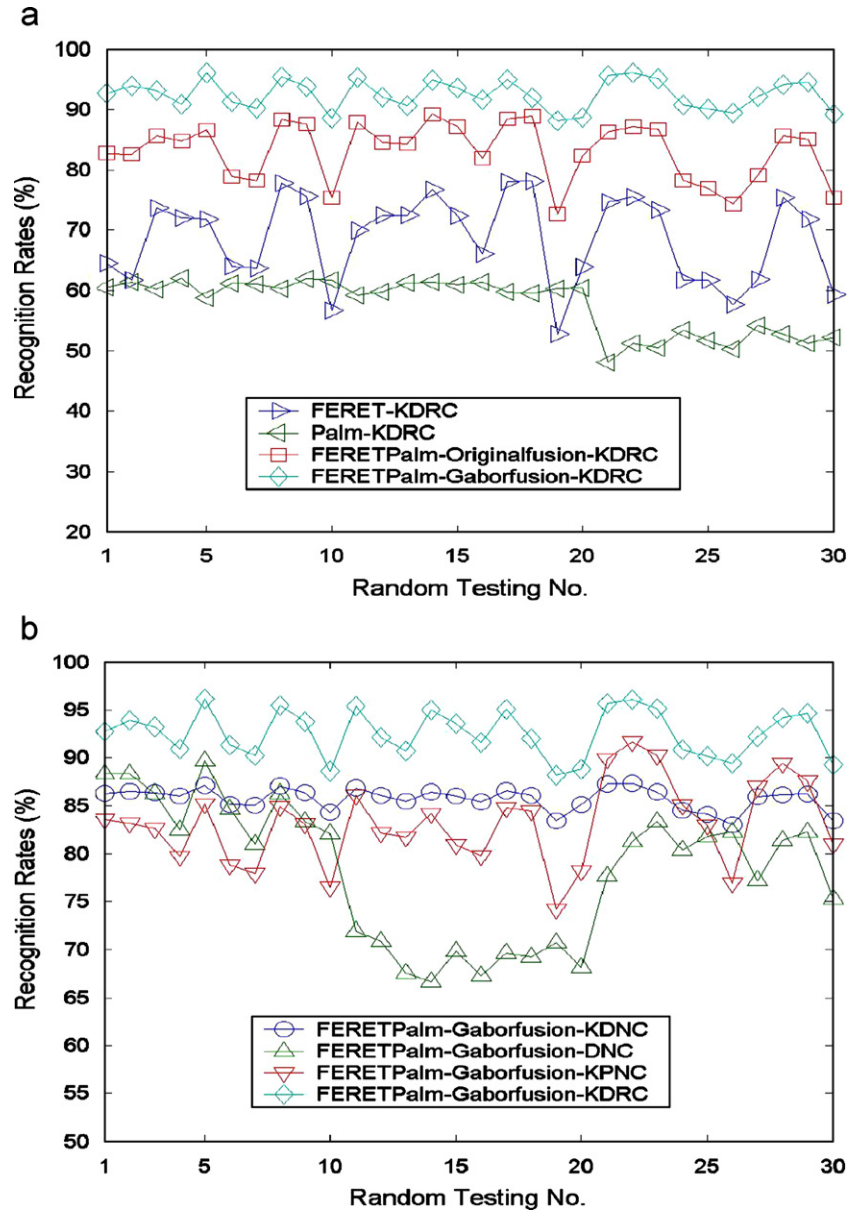 a
100
90
80
70
60
50
40
30
20
Recognition Rates (%)
FERET-KDRC
Palm-KDRC
FERETPalm-Originalfusion-KDRC
FERETPalm-Gaborfusion-KDRC
1 5 10 15 20 25 30
Random Testing No.
b
100
95
90
85
80
75
70
65
60
55
50
Recognition Rates (%)
FERETPalm-Gaborfusion-KDNC
FERETPalm-Gaborfusion-DNC
FERETPalm-Gaborfusion-KPNC
FERETPalm-Gaborfusion-KDRC
1 5 10 15 20 25 30
Random Testing No.